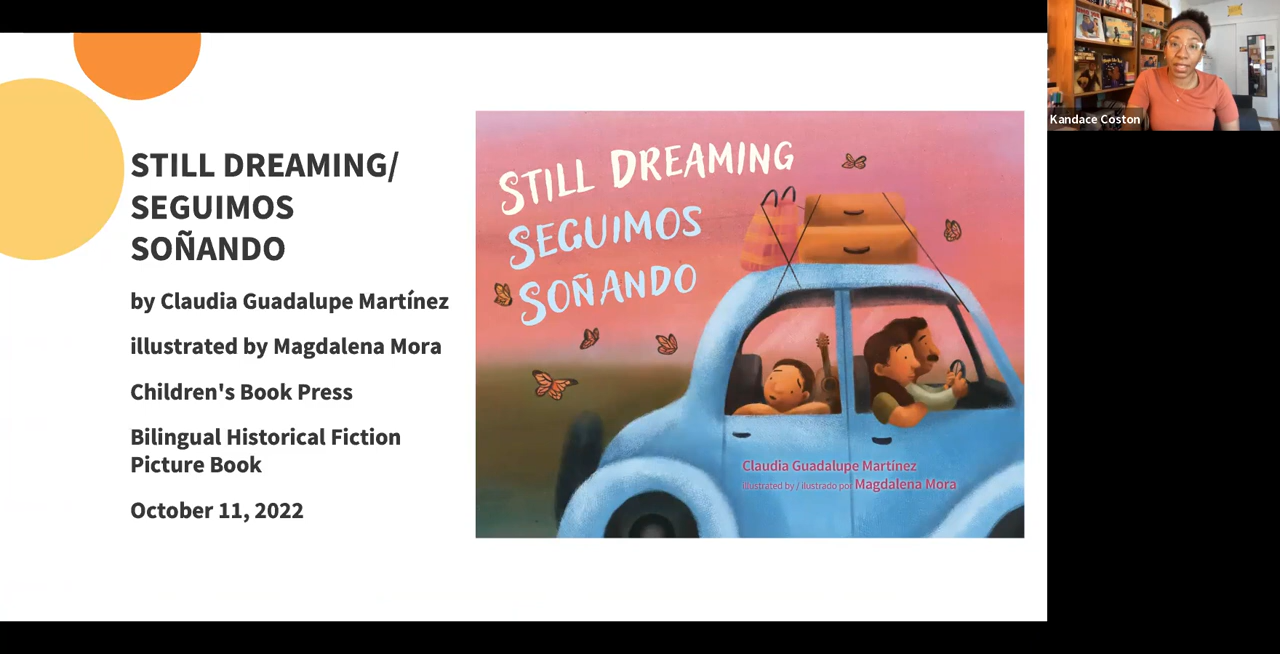 STILL DREAMING/
SEGUIMOS
SOÑANDO
by Claudia Guadalupe Martínez
illustrated by Magdalena Mora
Children's Book Press
Bilingual Historical Fiction
Picture Book
October 11, 2022
STILL DREAMING
SEGUIMOS
SOÑANDO
Claudia Guadalupe Martínez
illustrated by / ilustrado por Magdalena Mora
Kandace Coston